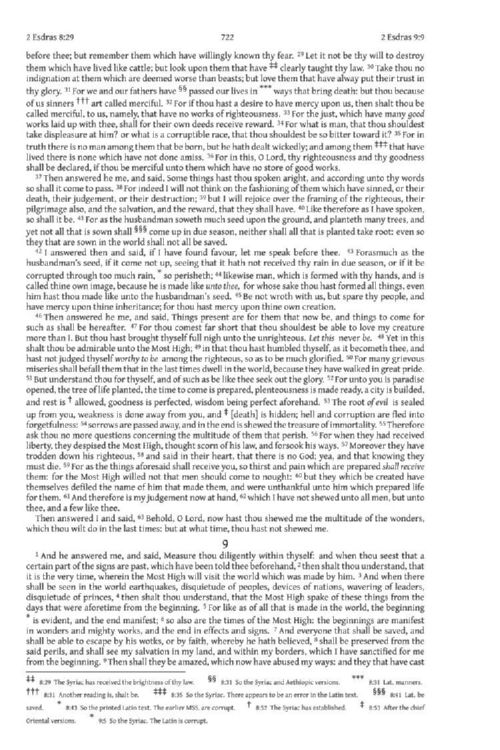 2 Esdras 8:29 722 2 Esdras 9:9
before thee; but remember them which have willingly known thy fear. 29 Let it not be thy will to destroy
them which have lived like cattle; but look upon them that have ‡‡ clearly taught thy law. 30 Take thou no
indignation at them which are deemed worse than beasts; but love them that have alway put their trust in
thy glory. 31 For we and our fathers have §§ passed our lives in *** ways that bring death: but thou because
of us sinners ††† art called merciful. 32 For if thou hast a desire to have mercy upon us, then shalt thou be
called merciful, to us, namely, that have no works of righteousness. 33 For the just, which have many good
works laid up with thee, shall for their own deeds receive reward. 34 For what is man, that thou shouldest
take displeasure at him? or what is a corruptible race, that thou shouldest be so bitter toward it? 35 For in
truth there is no man among them that be born, but he hath dealt wickedly; and among them ‡‡‡ that have
lived there is none which have not done amiss. 36 For in this, O Lord, thy righteousness and thy goodness
shall be declared, if thou be merciful unto them which have no store of good works.
37 Then answered he me, and said, Some things hast thou spoken aright, and according unto thy words
so shall it come to pass. 38 For indeed I will not think on the fashioning of them which have sinned, or their
death, their judgement, or their destruction; 39 but I will rejoice over the framing of the righteous, their
pilgrimage also, and the salvation, and the reward, that they shall have. 40 Like therefore as I have spoken,
so shall it be. 41 For as the husbandman soweth much seed upon the ground, and planteth many trees, and
yet not all that is sown shall §§§ come up in due season, neither shall all that is planted take root: even so
they that are sown in the world shall not all be saved.
42 I answered then and said, if I have found favour, let me speak before thee. 43 Forasmuch as the
husbandman's seed, if it come not up, seeing that it hath not received thy rain in due season, or if it be
corrupted through too much rain, * so perisheth; 44 likewise man, which is formed with thy hands, and is
called thine own image, because he is made like unto thee, for whose sake thou hast formed all things, even
him hast thou made like unto the husbandman's seed. 45 Be not wroth with us, but spare thy people, and
have mercy upon thine inheritance; for thou hast mercy upon thine own creation.
46 Then answered he me, and said, Things present are for them that now be, and things to come for
such as shall be hereafter. 47 For thou comest far short that thou shouldest be able to love my creature
more than I. But thou hast brought thyself full nigh unto the unrighteous. Let this never be. 48 Yet in this
shalt thou be admirable unto the Most High; 49 in that thou hast humbled thyself, as it becometh thee, and
hast not judged thyself worthy to be among the righteous, so as to be much glorified. 50 For many grievous
miseries shall befall them that in the last times dwell in the world, because they have walked in great pride.
51 But understand thou for thyself, and of such as be like thee seek out the glory. 52 For unto you is paradise
opened, the tree of life planted, the time to come is prepared, plenteousness is made ready, a city is builded,
and rest is † allowed, goodness is perfected, wisdom being perfect aforehand. 53 The root of evil is sealed
up from you, weakness is done away from you, and ‡ [death] is hidden; hell and corruption are fled into
forgetfulness: 54 sorrows are passed away, and in the end is shewed the treasure of immortality. 55 Therefore
ask thou no more questions concerning the multitude of them that perish. 56 For when they had received
liberty, they despised the Most High, thought scorn of his law, and forsook his ways. 57 Moreover they have
trodden down his righteous, 58 and said in their heart, that there is no God; yea, and that knowing they
must die. 59 For as the things aforesaid shall receive you, so thirst and pain which are prepared shall receive
them: for the Most High willed not that men should come to nought: 60 but they which be created have
themselves defiled the name of him that made them, and were unthankful unto him which prepared life
for them. 61 And therefore is my judgement now at hand, 62 which I have not shewed unto all men, but unto
thee, and a few like thee.
Then answered I and said, 63 Behold, O Lord, now hast thou shewed me the multitude of the wonders,
which thou wilt do in the last times: but at what time, thou hast not shewed me.
9
1 And he answered me, and said, Measure thou diligently within thyself: and when thou seest that a
certain part of the signs are past, which have been told thee beforehand, 2 then shalt thou understand, that
it is the very time, wherein the Most High will visit the world which was made by him. 3 And when there
shall be seen in the world earthquakes, disquietude of peoples, devices of nations, wavering of leaders,
disquietude of princes, 4 then shalt thou understand, that the Most High spake of these things from the
days that were aforetime from the beginning. 5 For like as of all that is made in the world, the beginning
* is evident, and the end manifest; 6 so also are the times of the Most High: the beginnings are manifest
in wonders and mighty works, and the end in effects and signs. 7 And everyone that shall be saved, and
shall be able to escape by his works, or by faith, whereby he hath believed, 8 shall be preserved from the
said perils, and shall see my salvation in my land, and within my borders, which I have sanctified for me
from the beginning. 9 Then shall they be amazed, which now have abused my ways: and they that have cast
‡‡ 8:29 The Syriac has received the brightness of thy law. §§ 8:31 So the Syriac and Aethiopic versions. *** 8:31 Lat. manners.
††† 8:31 Another reading is, shalt be. ‡‡‡ 8:35 So the Syriac. There appears to be an error in the Latin text. §§§ 8:41 Lat. be
saved. * 8:43 So the printed Latin text. The earlier MSS. are corrupt. † 8:52 The Syriac has established. ‡ 8:53 After the chief
Oriental versions. * 9:5 So the Syriac. The Latin is corrupt.